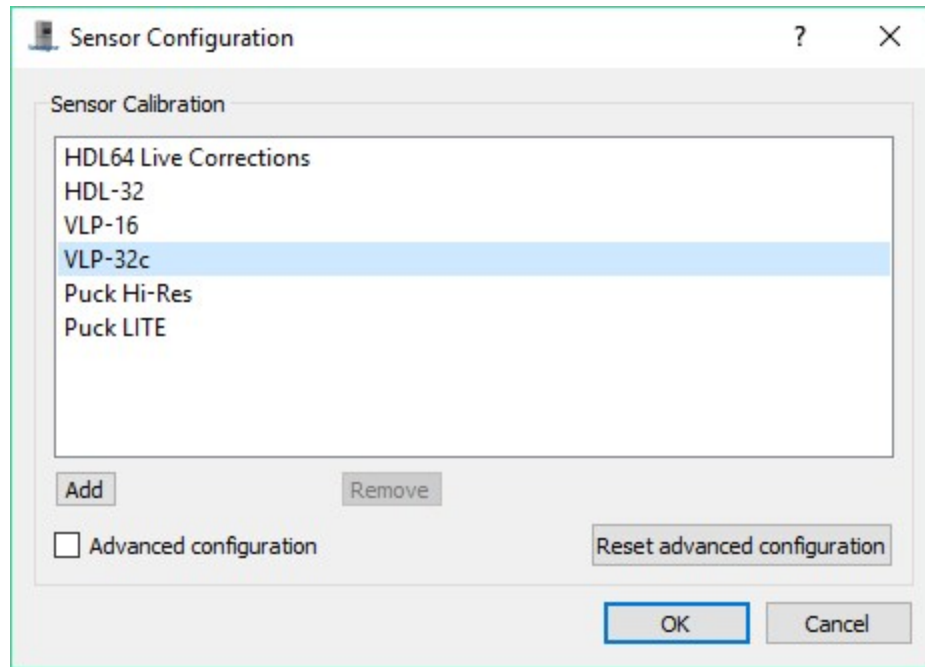 Sensor Configuration ?
Sensor Calibration
HDL64 Live Corrections
HDL-32
VLP-16
VLP-32c
Puck Hi-Res
Puck LITE
Add Remove
Advanced configuration Reset advanced configuration
OK Cancel